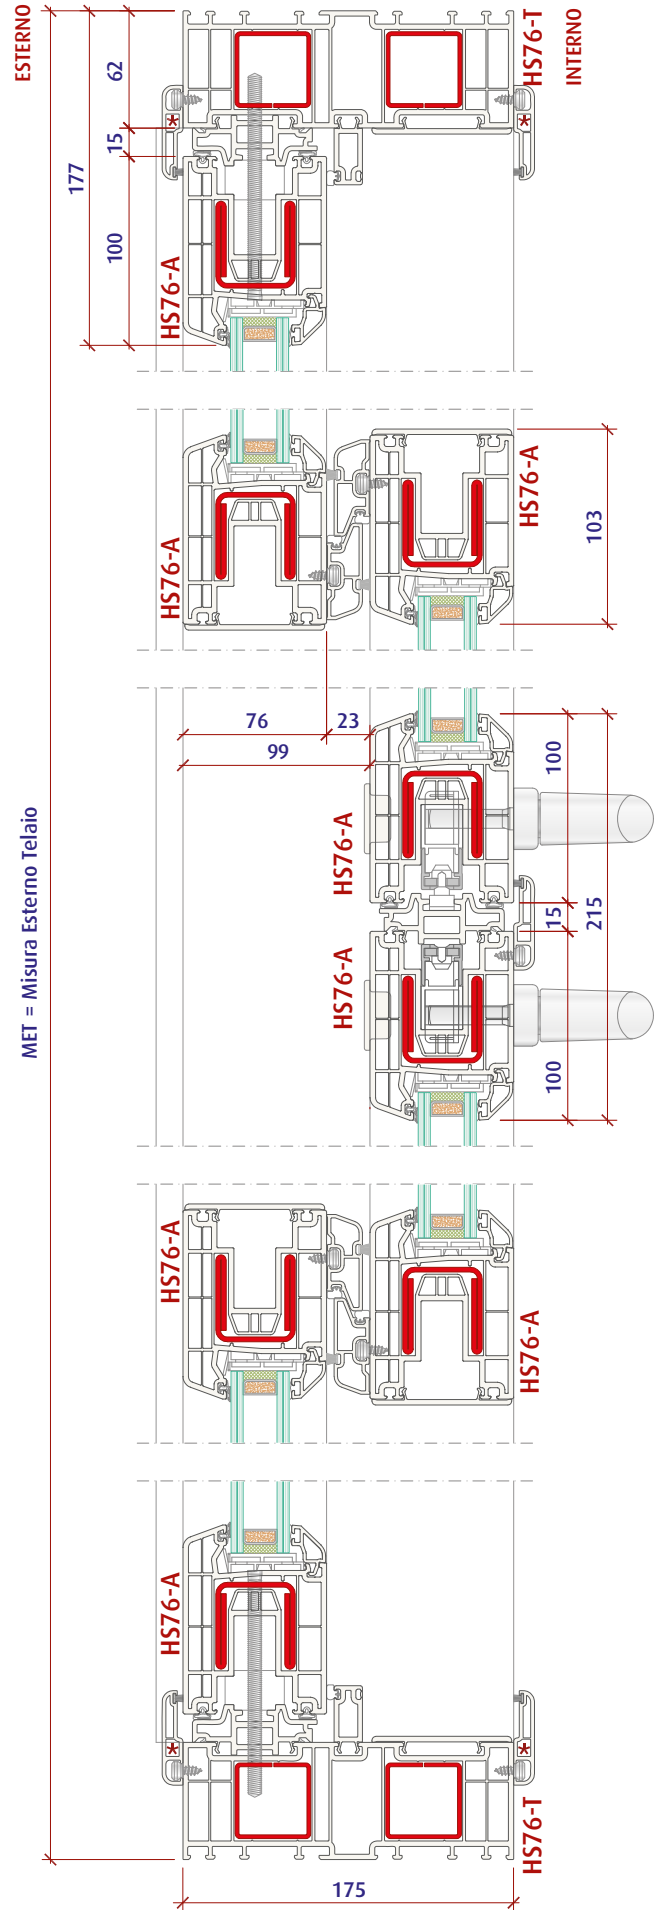 ESTERNO
HS76-T
INTERNO
62
15
177
100
*
*
HS76-A
HS76-A
HS76-A
103
76
23
99
100
HS76-A
MET = Misura Esterno Telaio
15
215
HS76-A
100
HS76-A
HS76-A
HS76-A
*
*
HS76-T
175